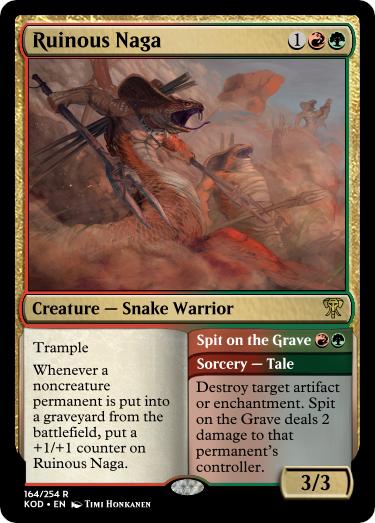 Ruinous Naga 1
Creature — Snake Warrior
Trample
Whenever a
noncreature
permanent is put into
a graveyard from the
battlefield, put a
+1/+1 counter on
Ruinous Naga.
Spit on the Grave
Sorcery — Tale
Destroy target artifact
or enchantment. Spit
on the Grave deals 2
damage to that
permanent's
controller.
3/3
164/254 R
KOD • EN Timi Honkanen